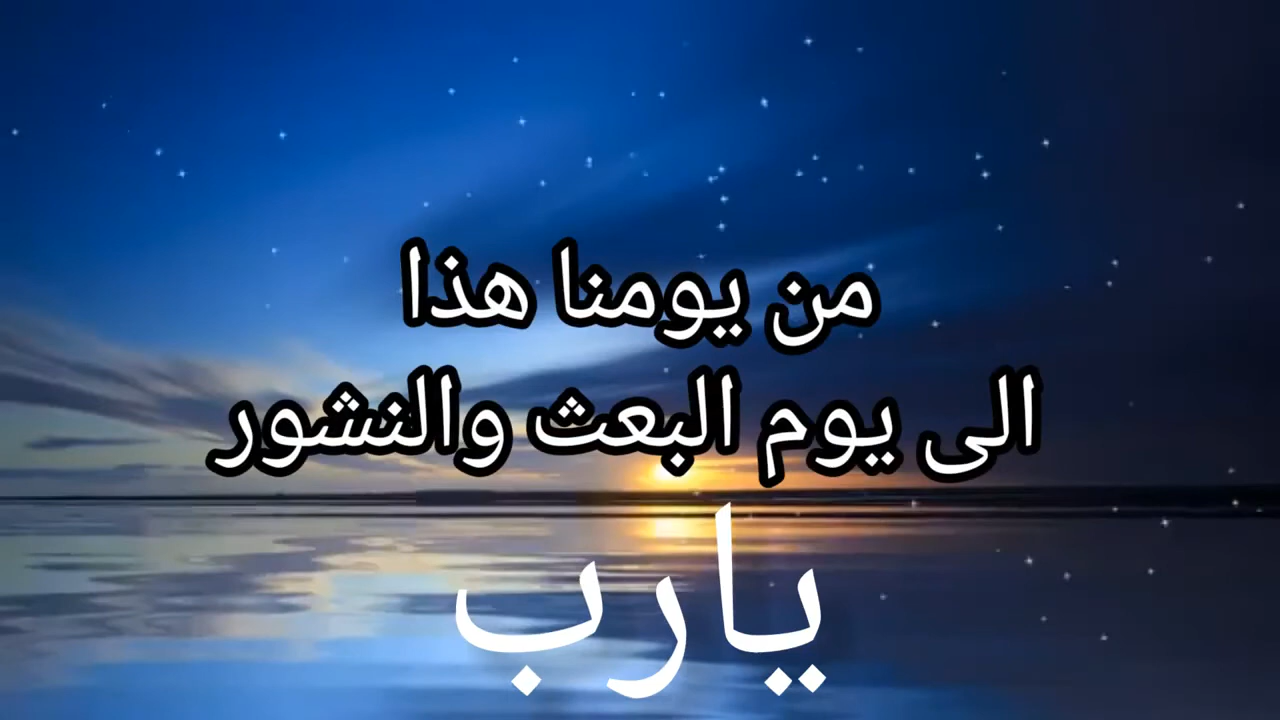 من يومنا هذا
الى يوم البعث والنشور
يارب